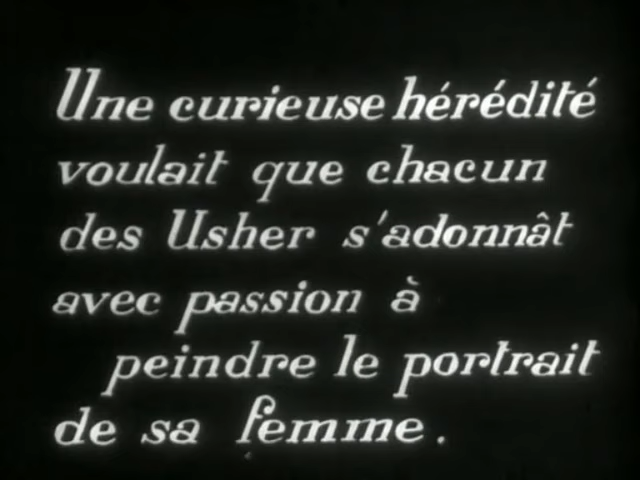 Une curieuse hérédité
voulait que chacun
des Usher s'adonnât
avec passion à
peindre le portrait
de sa femme.